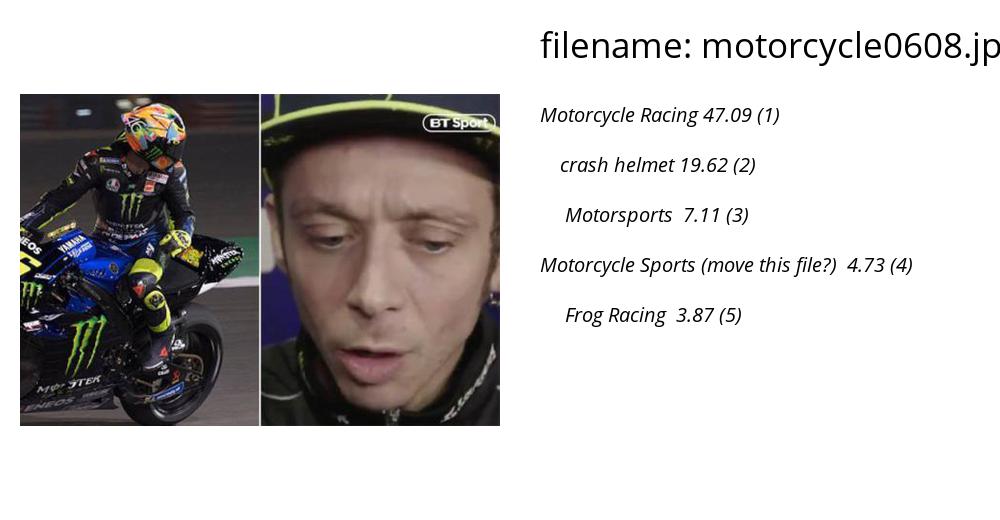 filename: motorcycle0608.jp
Motorcycle Racing 47.09 (1)
crash helmet 19.62 (2)
Motorsports 7.11 (3)
Motorcycle Sports (move this file?) 4.73 (4)
Frog Racing 3.87 (5)
BT Sport
YAMAHA
MONSTER
ENEOS